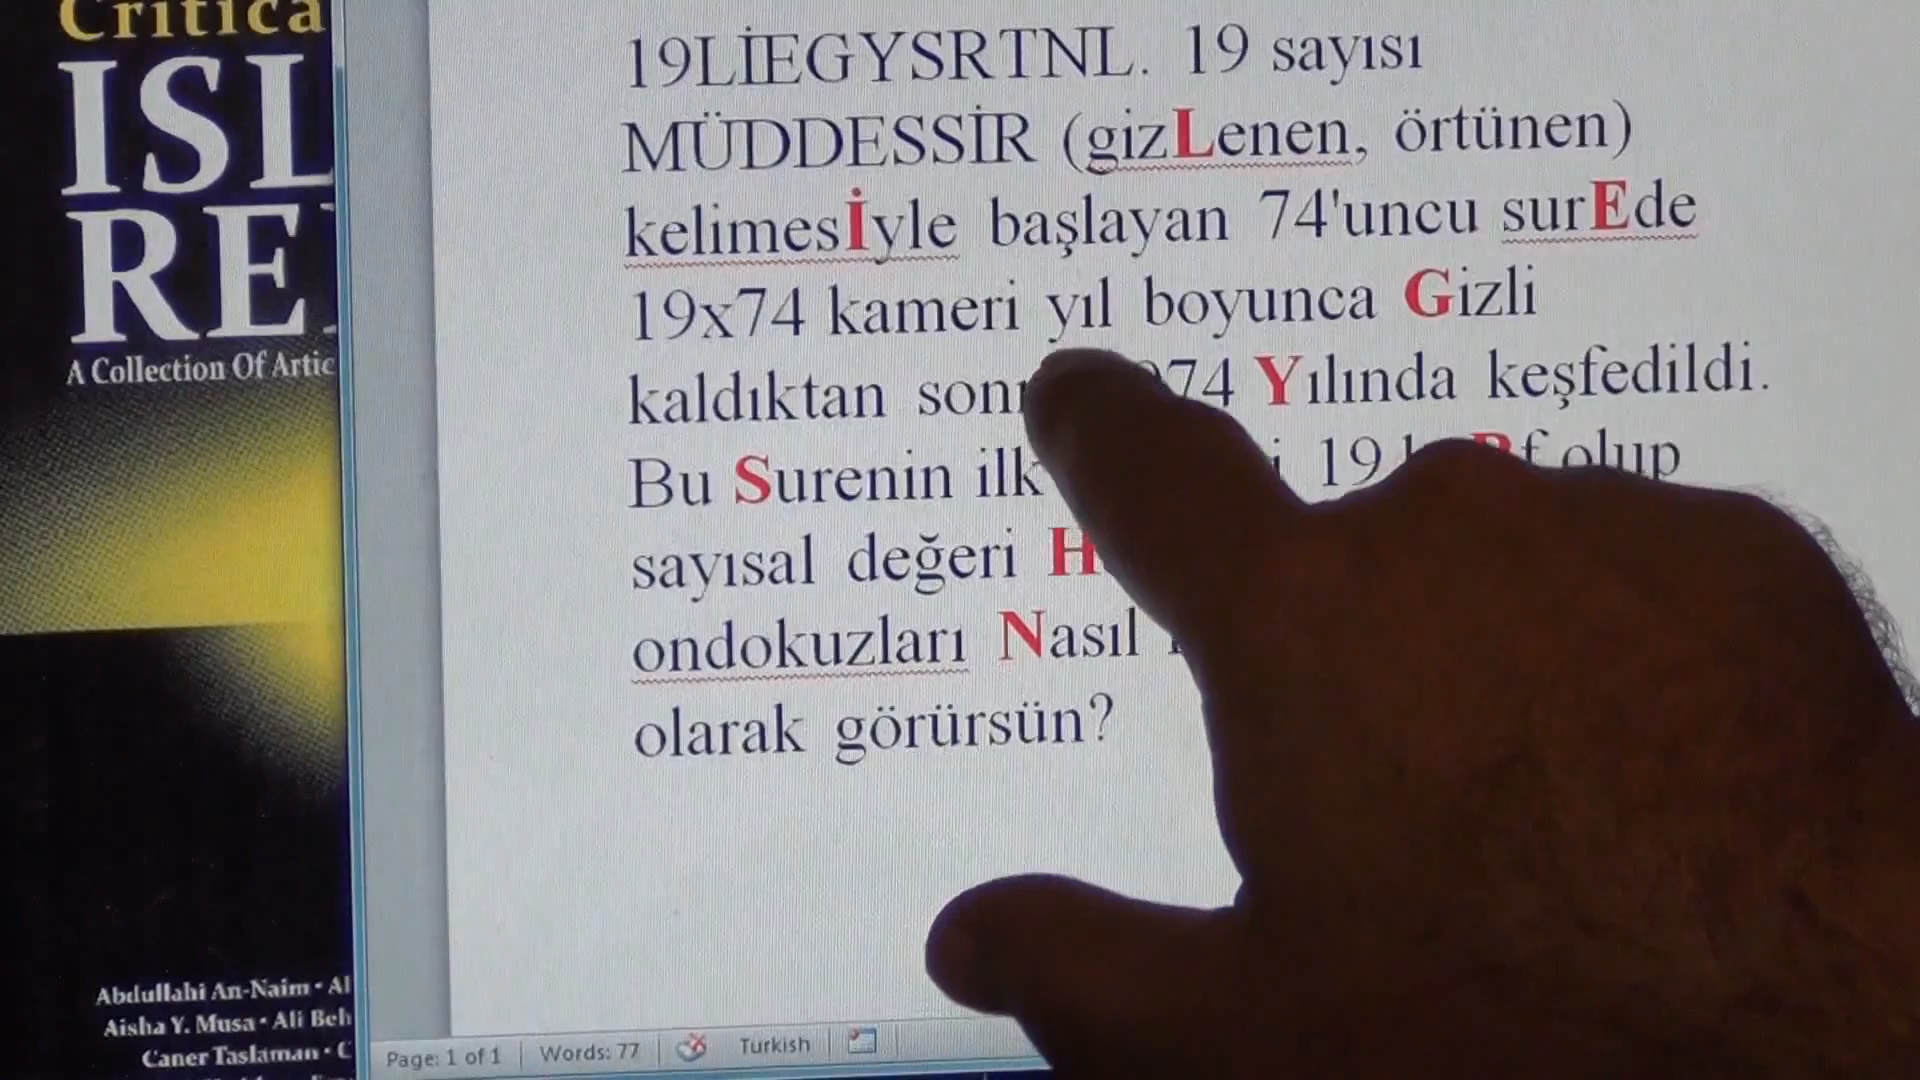 Critica
ISL
RE
A Collection Of Artic
Abdullahi An-Naim • Al
Aisha Y. Musa • Ali Beh
Caner Taslaman • C
19LİEGYSRTNL. 19 sayısı
MÜDDESSİR (gizLenen, örtünen)
kelimesİyle başlayan 74'uncu surEde
19x74 kameri yıl boyunca Gizli
kaldıktan 74 Yılında keşfedildi.
Bu Surenin ilk 19 olup
sayısal değeri H
ondokuzları Nasıl
olarak görürsün?
Page: 1 of 1 Words: 77 Turkish